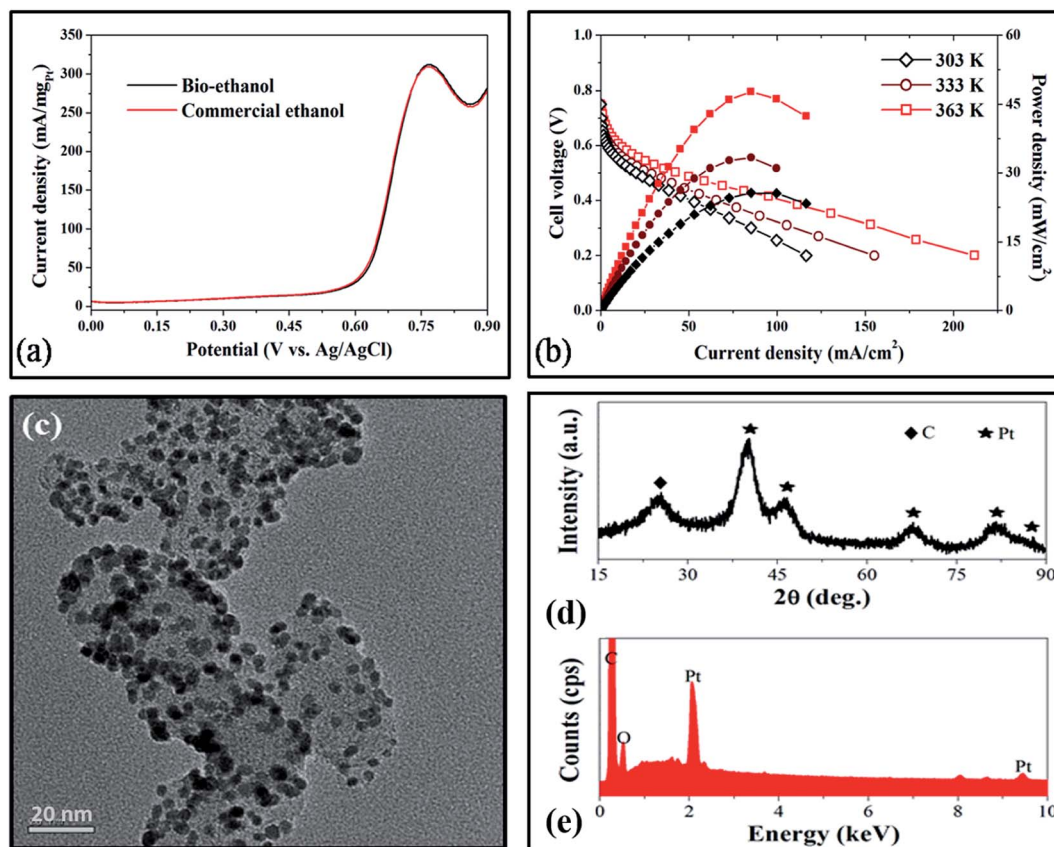 350
300
250
200
150
100
50
0
Current density (mA/mgPt)
Bio-ethanol
Commercial ethanol
0.00 0.15 0.30 0.45 0.60 0.75 0.90
Potential (V vs. Ag/AgCl)
(a)
1.0
0.8
0.6
0.4
0.2
0.0
Cell voltage (V)
303 K
333 K
363 K
60
45
30
15
0
Power density (mW/cm2)
0 50 100 150 200
Current density (mA/cm2)
(b)
(c)
20 nm
Intensity (a.u.)
C Pt
15 30 45 60 75 90
2θ (deg.)
(d)
Counts (cps)
C
O
Pt
Pt
0 2 4 6 8 10
Energy (keV)
(e)